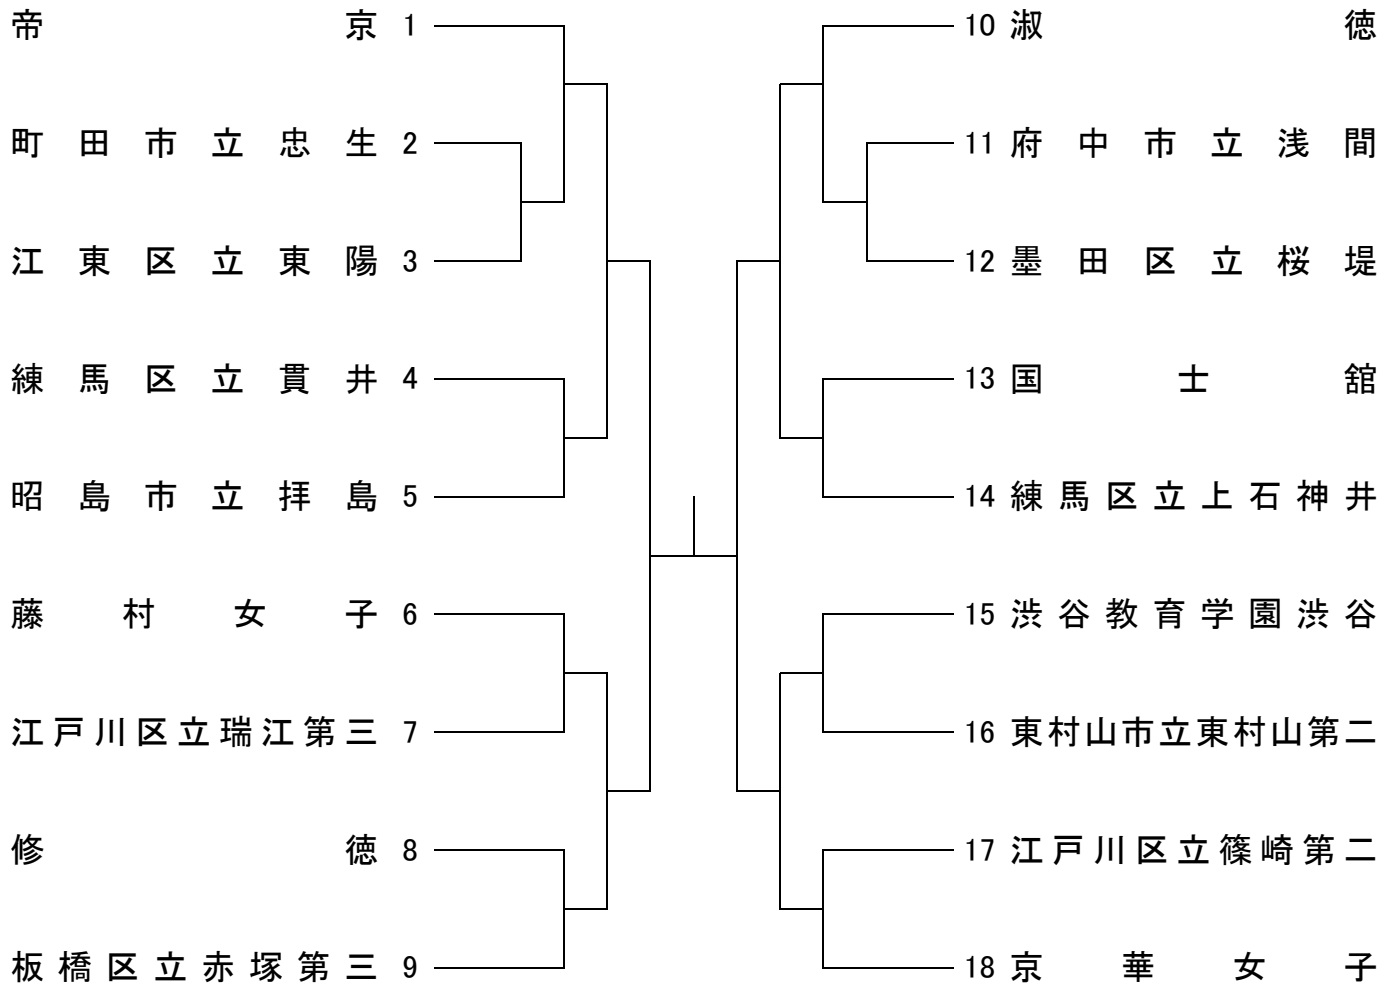 帝京 1
町田市立忠生 2
江東区立東陽 3
練馬区立貫井 4
昭島市立拝島 5
藤村女子 6
江戸川区立瑞江第三 7
修徳 8
板橋区立赤塚第三 9
10 淑徳
11 府中市立浅間
12 墨田区立桜堤
13 国士舘
14 練馬区立上石神井
15 渋谷教育学園渋谷
16 東村山市立東村山第二
17 江戸川区立篠崎第二
18 京華女子